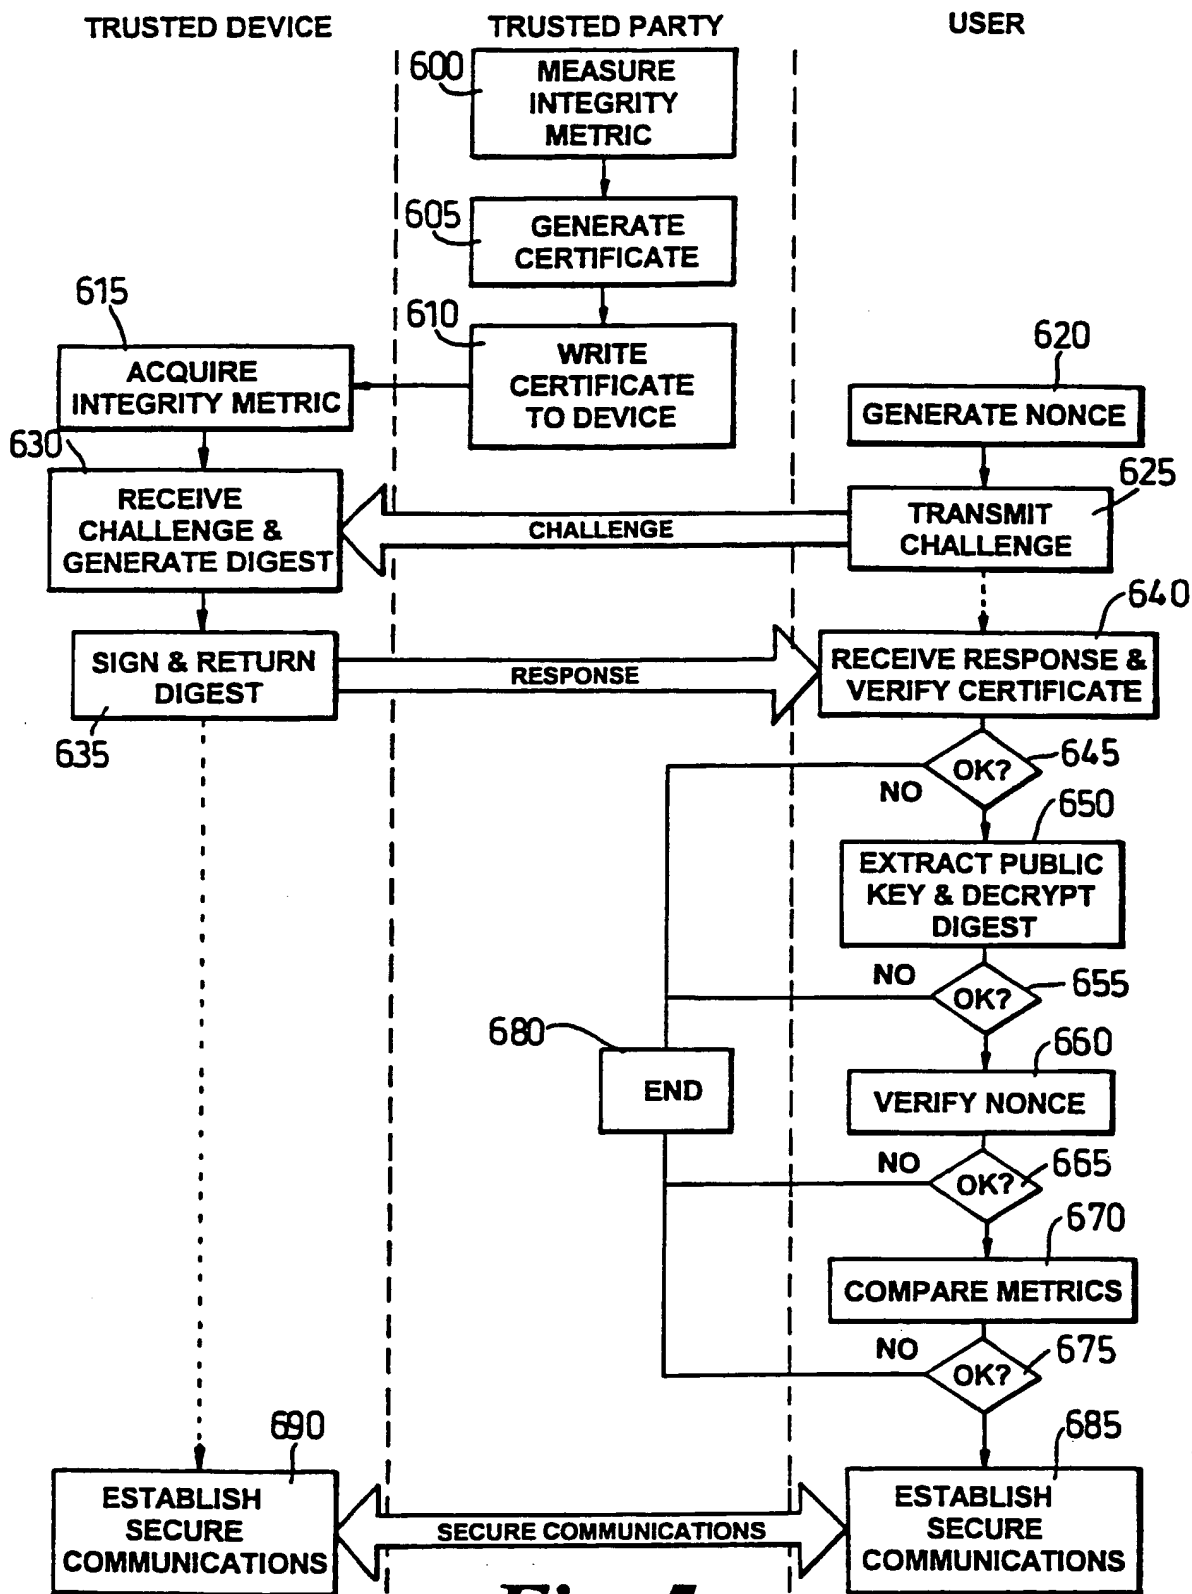 TRUSTED DEVICE
TRUSTED PARTY
USER
600
MEASURE
INTEGRITY
METRIC
605
GENERATE
CERTIFICATE
610
WRITE
CERTIFICATE
TO DEVICE
615
ACQUIRE
INTEGRITY METRIC
620
GENERATE NONCE
625
TRANSMIT
CHALLENGE
CHALLENGE
630
RECEIVE
CHALLENGE &
GENERATE DIGEST
635
SIGN & RETURN
DIGEST
RESPONSE
640
RECEIVE RESPONSE &
VERIFY CERTIFICATE
645
OK?
NO
650
EXTRACT PUBLIC
KEY & DECRYPT
DIGEST
655
OK?
NO
680
END
660
VERIFY NONCE
665
OK?
NO
670
COMPARE METRICS
675
OK?
NO
690
ESTABLISH
SECURE
COMMUNICATIONS
SECURE COMMUNICATIONS
685
ESTABLISH
SECURE
COMMUNICATIONS